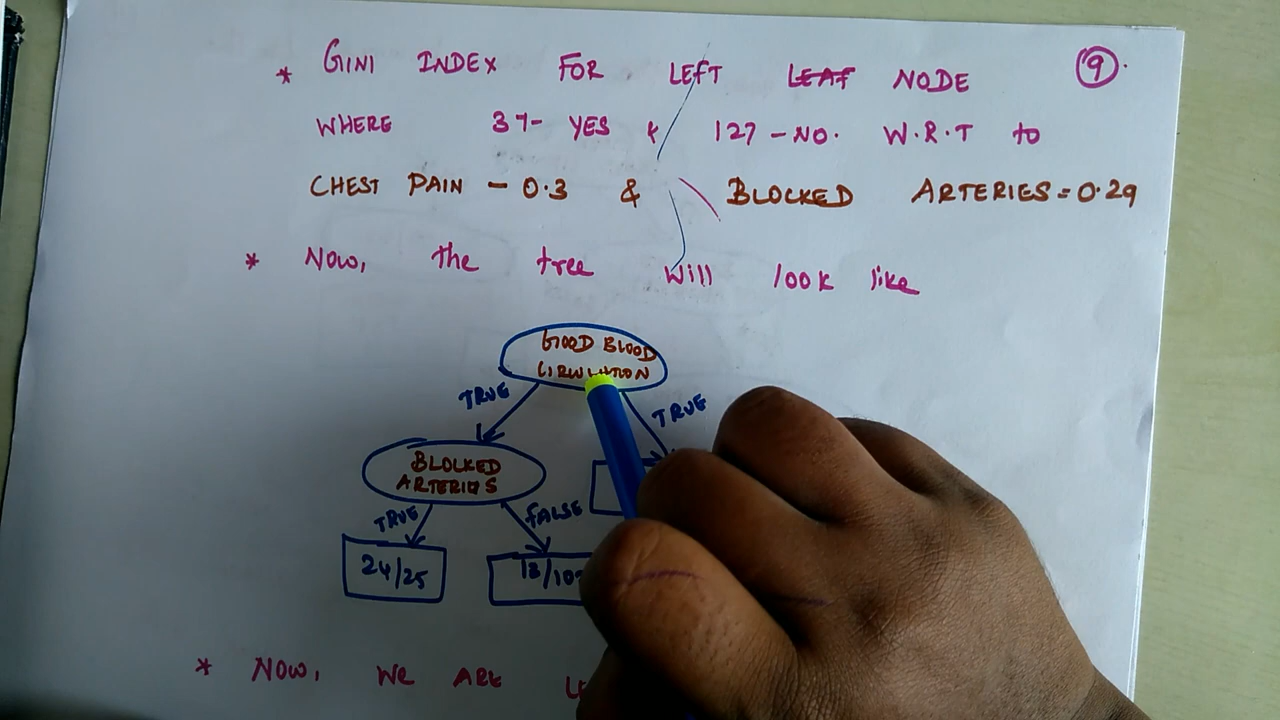 * GINI INDEX FOR LEFT LEAF NODE 9.
WHERE 37- YES & 127 - NO. W.R.T to
CHEST PAIN - 0.3 & BLOCKED ARTERIES = 0.29
* NOW, the tree will look like
GOOD BLOOD
CIRCULATION
TRUE TRUE
BLOCKED
ARTERIES
TRUE FALSE
24/25 13/102
* NOW, WE ARE